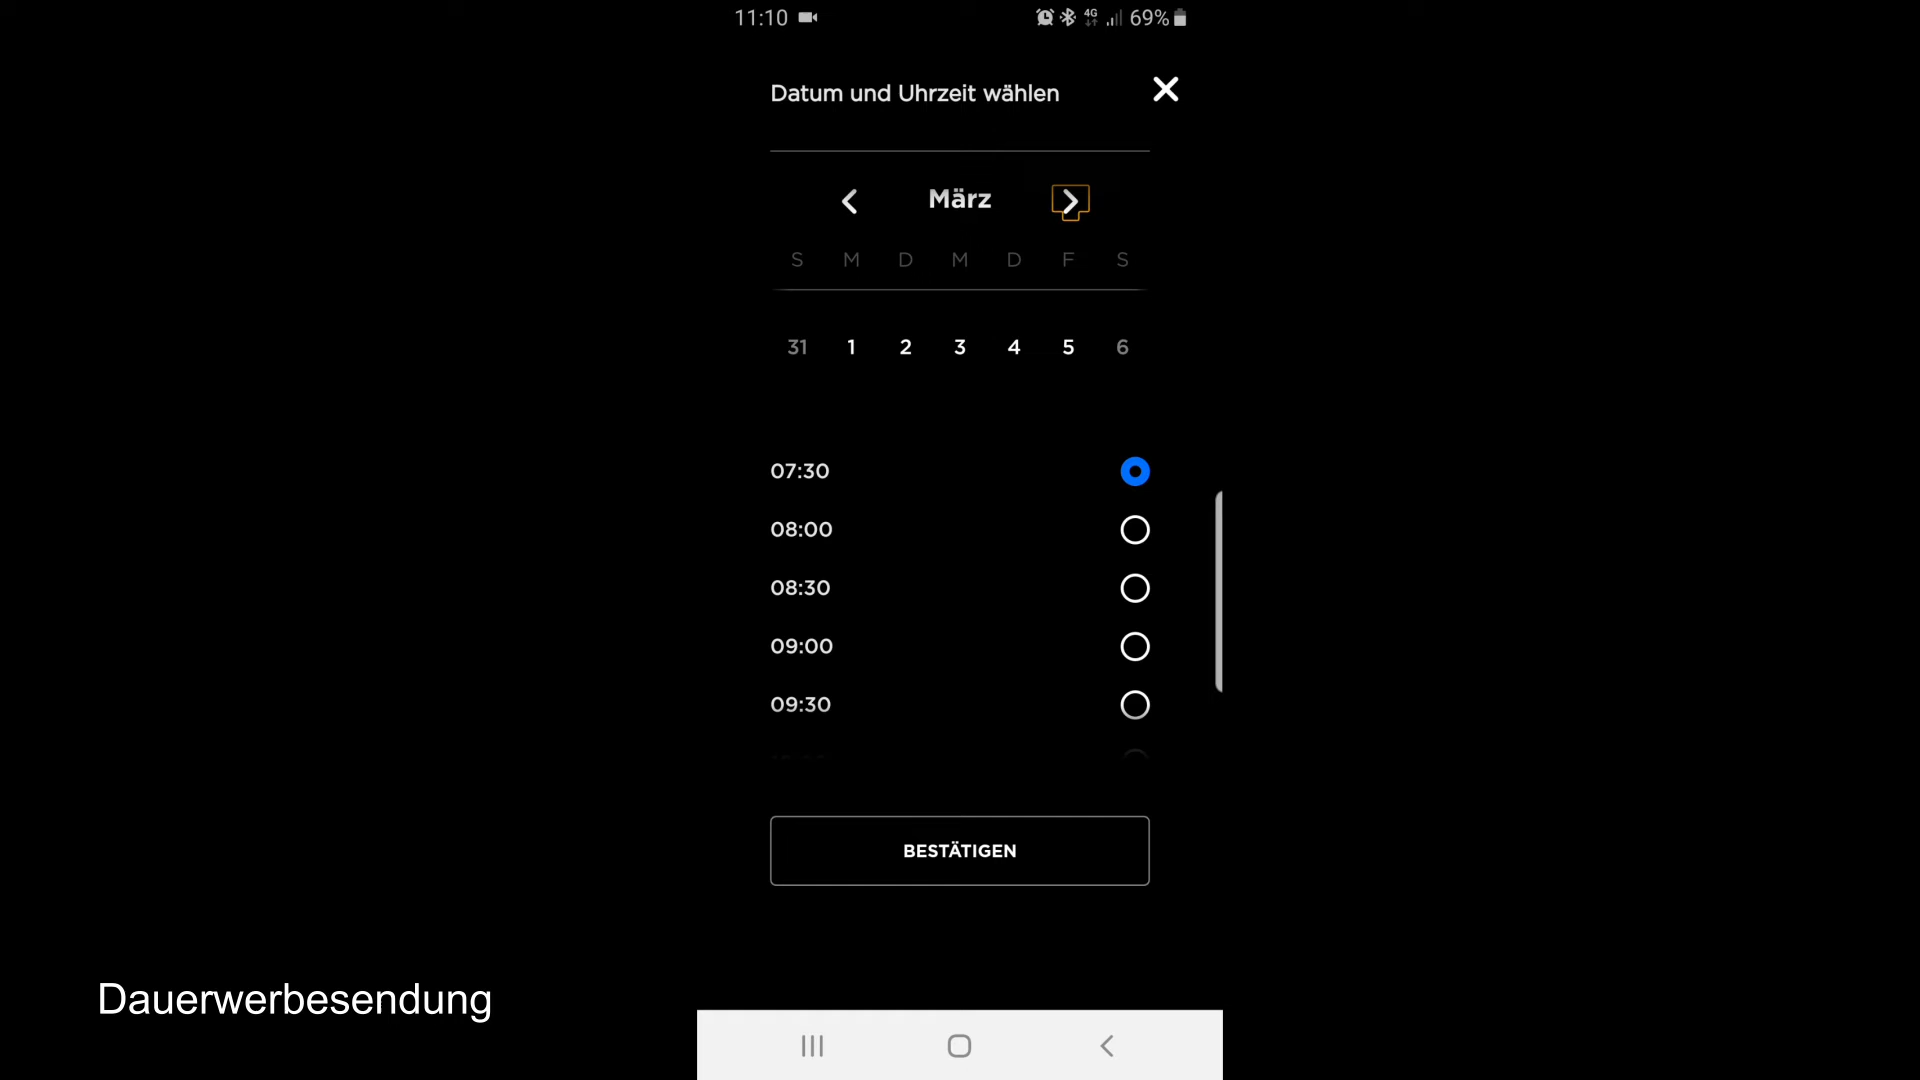 11:10 4G 69%
Datum und Uhrzeit wählen
März
S M D M D F S
31 1 2 3 4 5 6
07:30
08:00
08:30
09:00
09:30
BESTÄTIGEN
Dauerwerbesendung